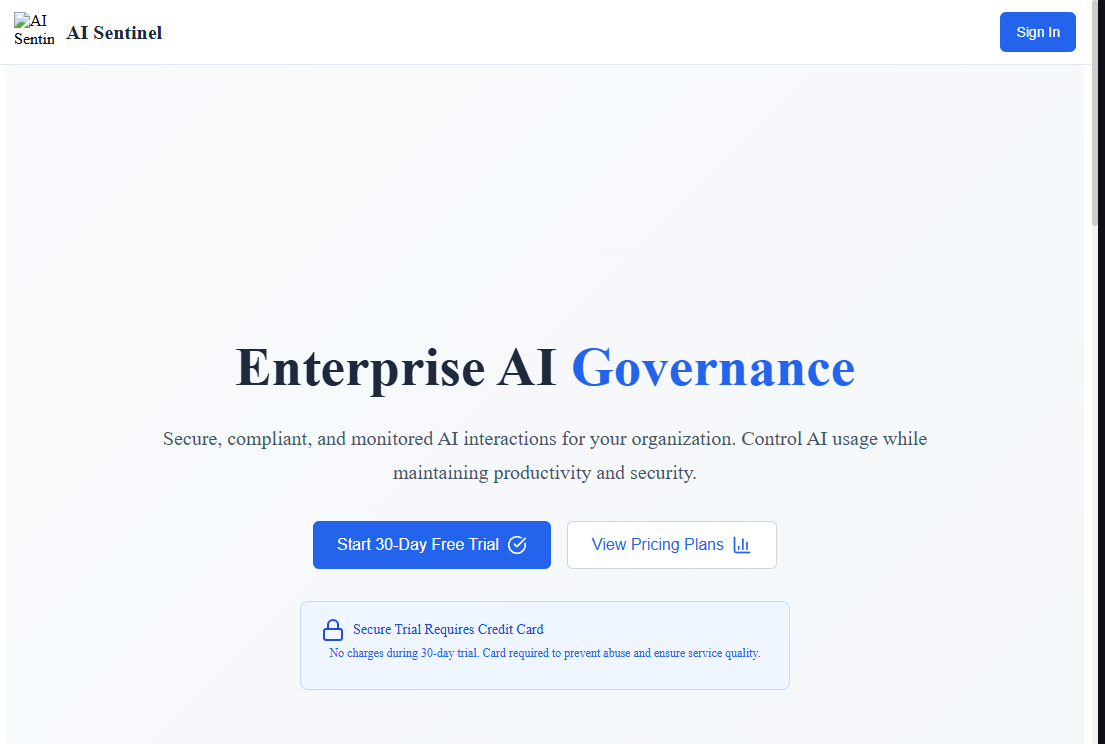 AI
Sentin
AI Sentinel
Sign In
Enterprise AI Governance
Secure, compliant, and monitored AI interactions for your organization. Control AI usage while
maintaining productivity and security.
Start 30-Day Free Trial
View Pricing Plans
Secure Trial Requires Credit Card
No charges during 30-day trial. Card required to prevent abuse and ensure service quality.